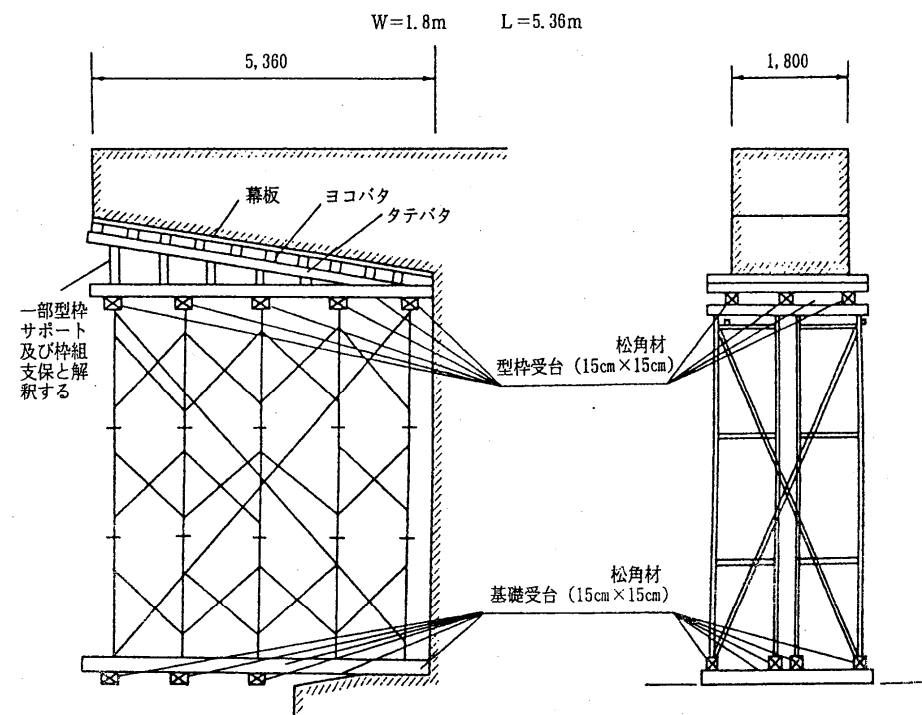 W=1.8m L=5.36m
5,360
1,800
幕板
ヨコバタ
タテバタ
一部型枠
サポート
及び枠組
支保と解
釈する
松角材
型枠受台 (15cm×15cm)
松角材
基礎受台 (15cm×15cm)